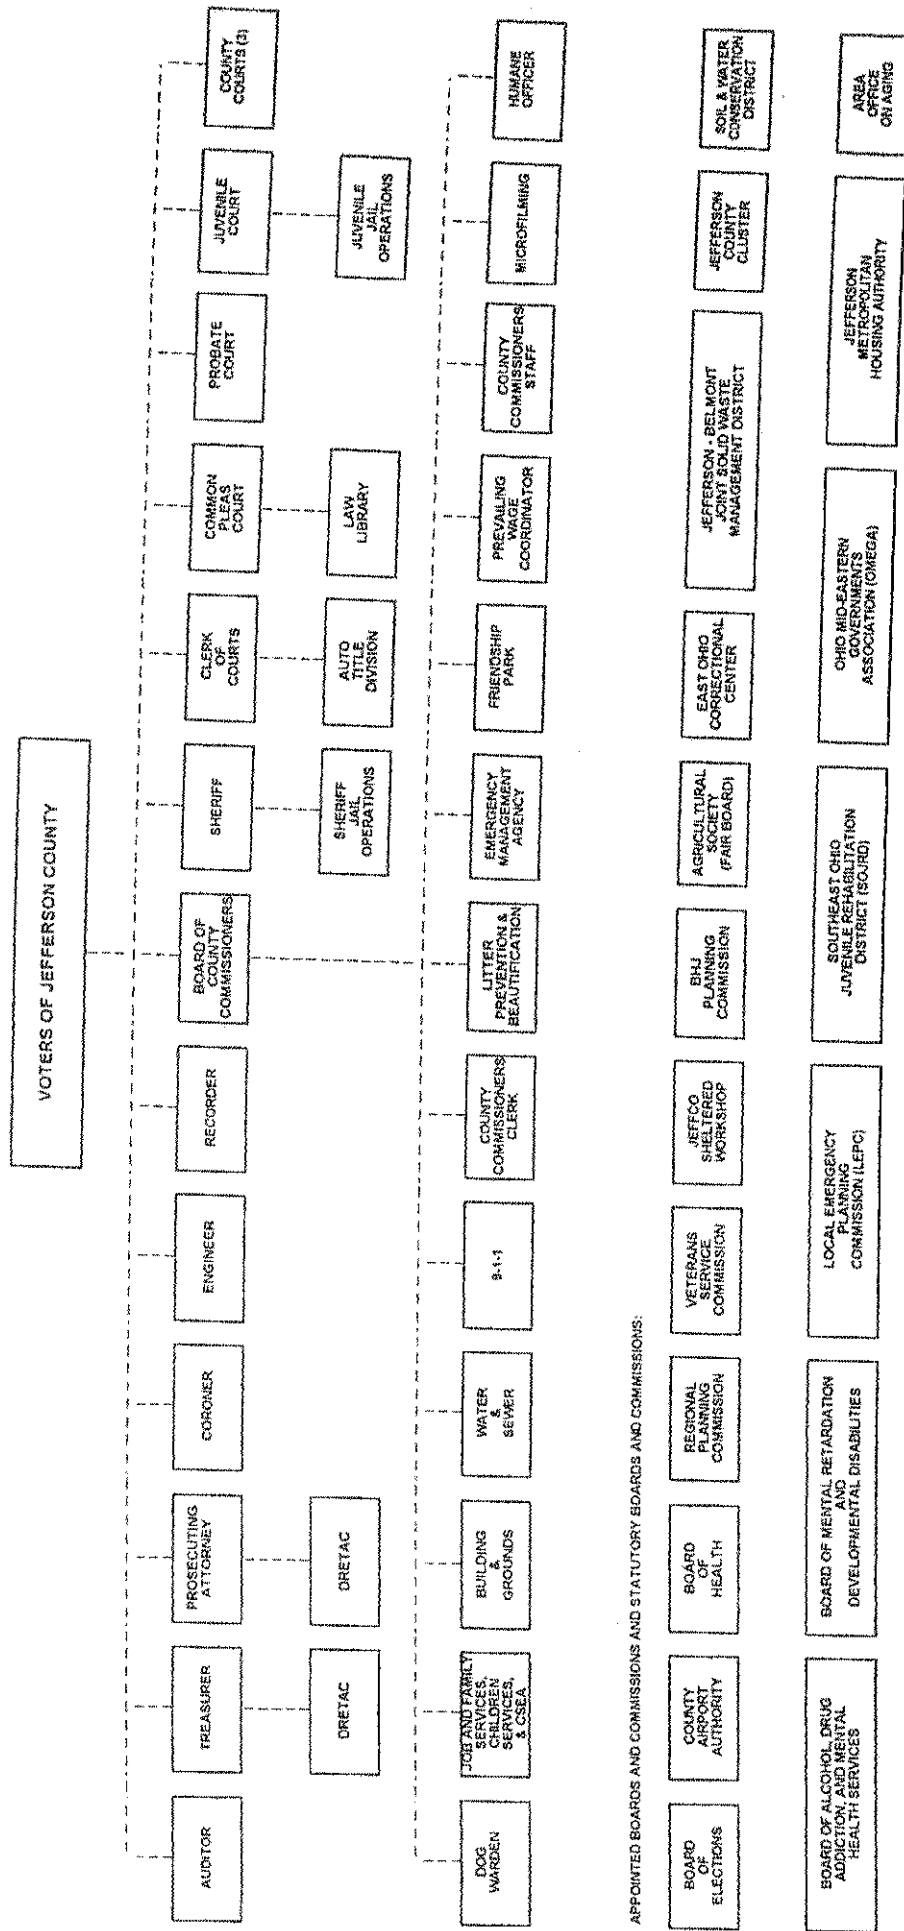 VOTERS OF JEFFERSON COUNTY
AUDITOR
TREASURER
PROSECUTING
ATTORNEY
CORONER
ENGINEER
RECORDER
BOARD OF
COUNTY
COMMISSIONERS
SHERIFF
CLERK
OF
COURTS
COMMON
PLEAS
COURT
PROBATE
COURT
JUVENILE
COURT
COUNTY
COURTS (3)
DRETAC
DRETAC
SHERIFF
JAIL
OPERATIONS
AUTO
TITLE
DIVISION
LAW
LIBRARY
JUVENILE
JAIL
OPERATIONS
DOG
WARDEN
JOB AND FAMILY
SERVICES,
CHILDREN
SERVICES,
& CSEA
BUILDING
&
GROUNDS
WATER
&
SEWER
9-1-1
COUNTY
COMMISSIONERS
CLERK
LITTER
PREVENTION &
BEAUTIFICATION
EMERGENCY
MANAGEMENT
AGENCY
FRIENDSHIP
PARK
PREVAILING
WAGE
COORDINATOR
COUNTY
COMMISSIONERS
STAFF
MICROFILMING
HUMANE
OFFICER
APPOINTED BOARDS AND COMMISSIONS AND STATUTORY BOARDS AND COMMISSIONS:
BOARD
OF
ELECTIONS
COUNTY
AIRPORT
AUTHORITY
BOARD
OF
HEALTH
REGIONAL
PLANNING
COMMISSION
VETERANS
SERVICE
COMMISSION
JEFFCO
SHELTERED
WORKSHOP
BHJ
PLANNING
COMMISSION
AGRICULTURAL
SOCIETY
(FAIR BOARD)
EAST OHIO
CORRECTIONAL
CENTER
JEFFERSON - BELMONT
JOINT SOLID WASTE
MANAGEMENT DISTRICT
JEFFERSON
COUNTY
CLUSTER
SOIL & WATER
CONSERVATION
DISTRICT
BOARD OF ALCOHOL, DRUG
ADDICTION, AND MENTAL
HEALTH SERVICES
BOARD OF MENTAL RETARDATION
AND
DEVELOPMENTAL DISABILITIES
LOCAL EMERGENCY
PLANNING
COMMISSION (LEPC)
SOUTHEAST OHIO
JUVENILE REHABILITATION
DISTRICT (SOJRD)
OHIO MID-EASTERN
GOVERNMENTS
ASSOCIATION (OMEGA)
JEFFERSON
METROPOLITAN
HOUSING AUTHORITY
AREA
OFFICE
ON AGING